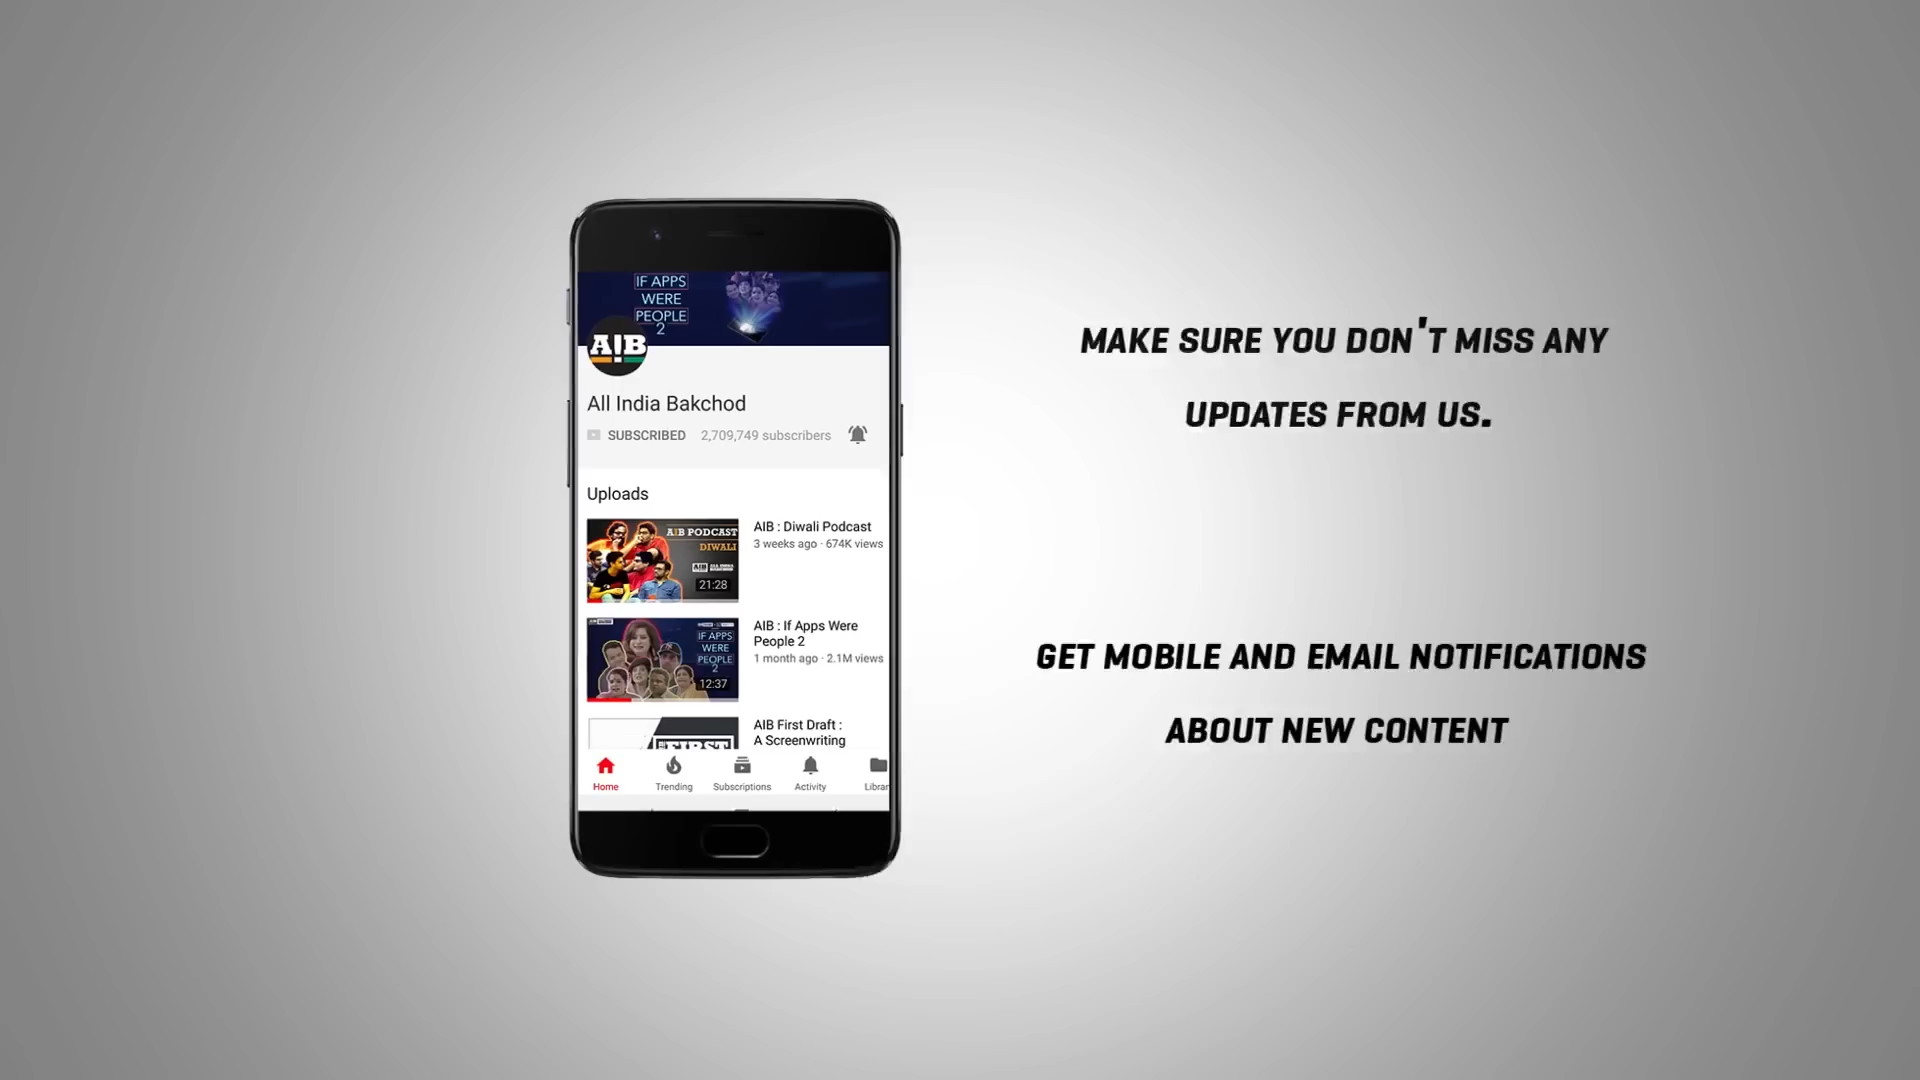 IF APPS
WERE
PEOPLE
2
A!B
All India Bakchod
SUBSCRIBED 2,709,749 subscribers
Uploads
AIB PODCAST
DIWALI
A!B
21:28
AIB : Diwali Podcast
3 weeks ago · 674K views
IF APPS
WERE
PEOPLE
2
12:37
AIB : If Apps Were
People 2
1 month ago · 2.1M views
FIRST
AIB First Draft :
A Screenwriting
Home Trending Subscriptions Activity Librar
MAKE SURE YOU DON'T MISS ANY
UPDATES FROM US.
GET MOBILE AND EMAIL NOTIFICATIONS
ABOUT NEW CONTENT